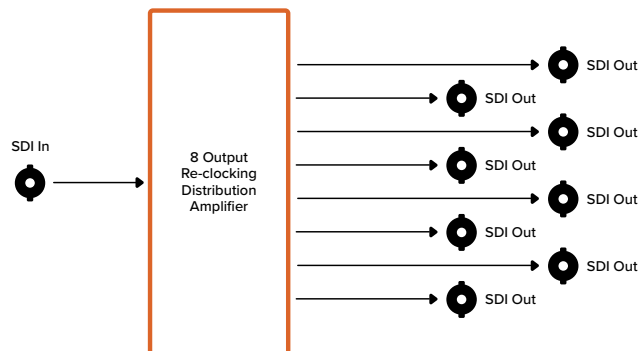 SDI In
8 Output
Re-clocking
Distribution
Amplifier
SDI Out
SDI Out
SDI Out
SDI Out
SDI Out
SDI Out
SDI Out
SDI Out